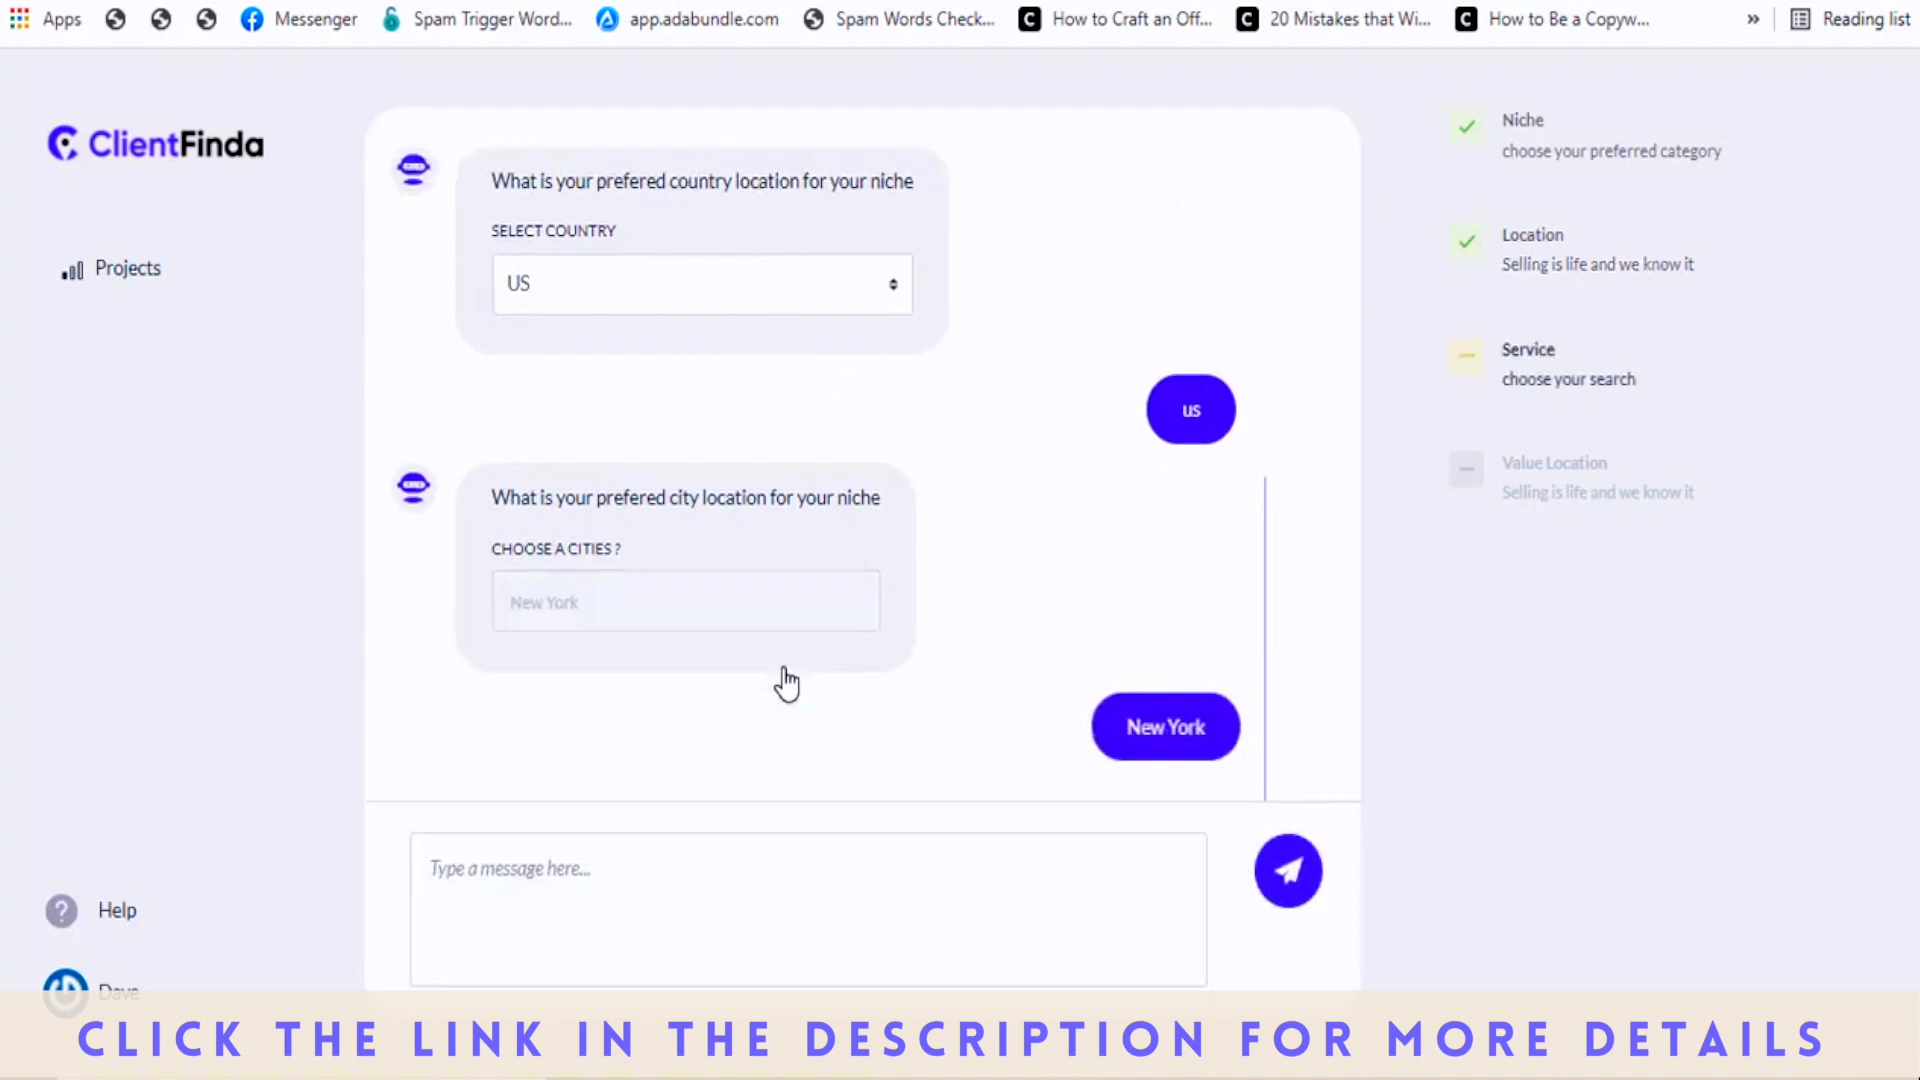 Apps
Messenger
Spam Trigger Word...
app.adabundle.com
Spam Words Check...
How to Craft an Off...
20 Mistakes that Wi...
How to Be a Copyw...
»
Reading list
ClientFinda
Projects
What is your prefered country location for your niche
SELECT COUNTRY
US
us
What is your prefered city location for your niche
CHOOSE A CITIES ?
New York
New York
Type a message here...
Niche
choose your preferred category
Location
Selling is life and we know it
Service
choose your search
Value Location
Selling is life and we know it
Help
Dave
CLICK THE LINK IN THE DESCRIPTION FOR MORE DETAILS